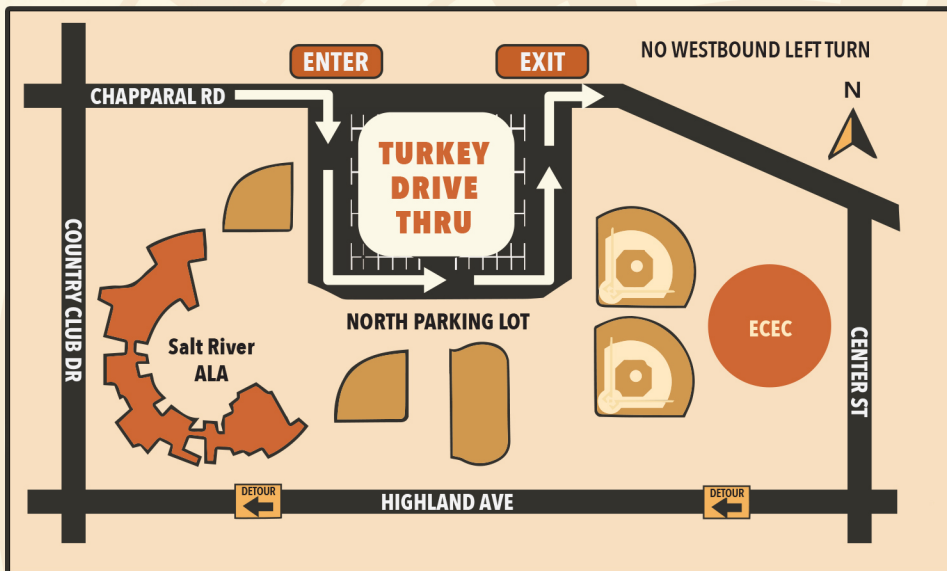 NO WESTBOUND LEFT TURN
ENTER
EXIT
N
CHAPPARAL RD
TURKEY
DRIVE
THRU
COUNTRY CLUB DR
NORTH PARKING LOT
Salt River
ALA
ECEC
CENTER ST
DETOUR
HIGHLAND AVE
DETOUR